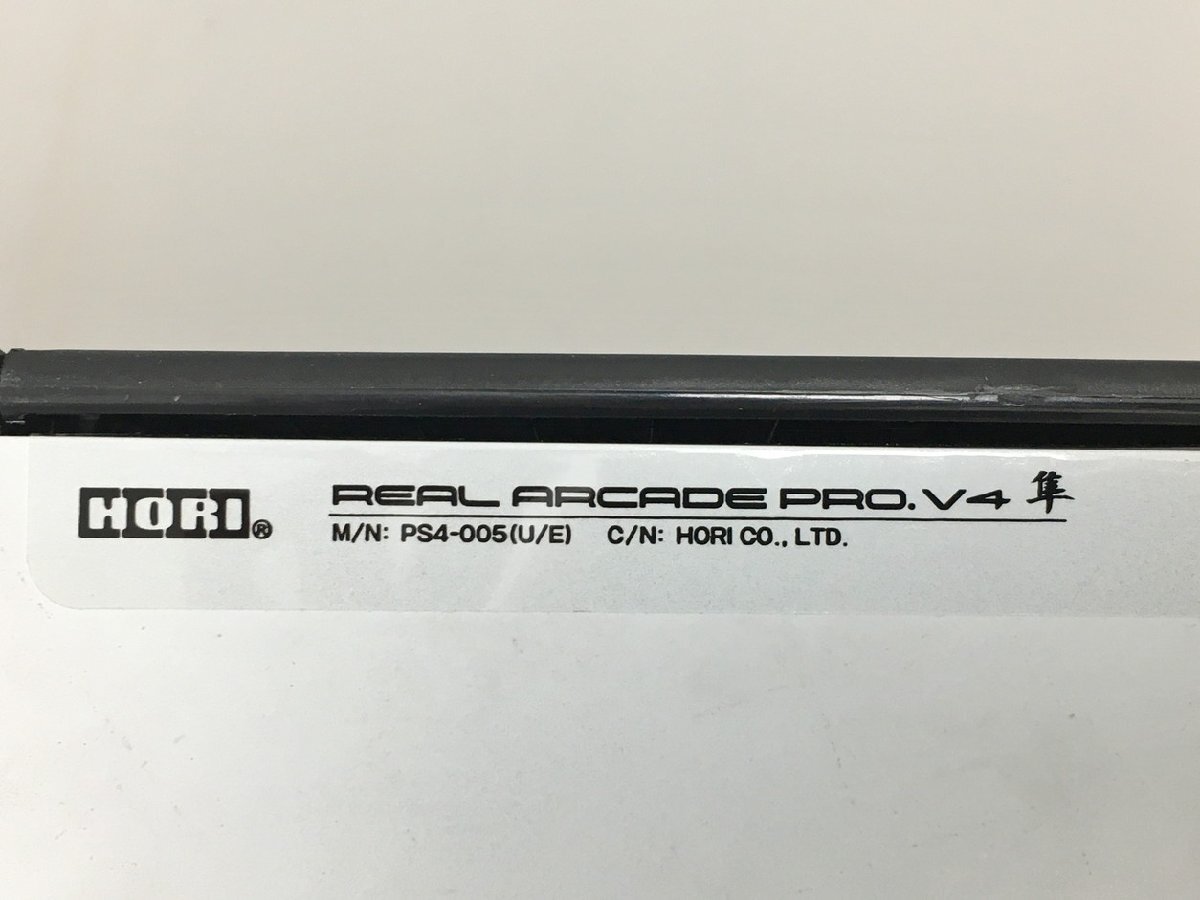 HORI®
REAL ARCADE PRO.V4 隼
M/N: PS4-005(U/E) C/N: HORI CO., LTD.